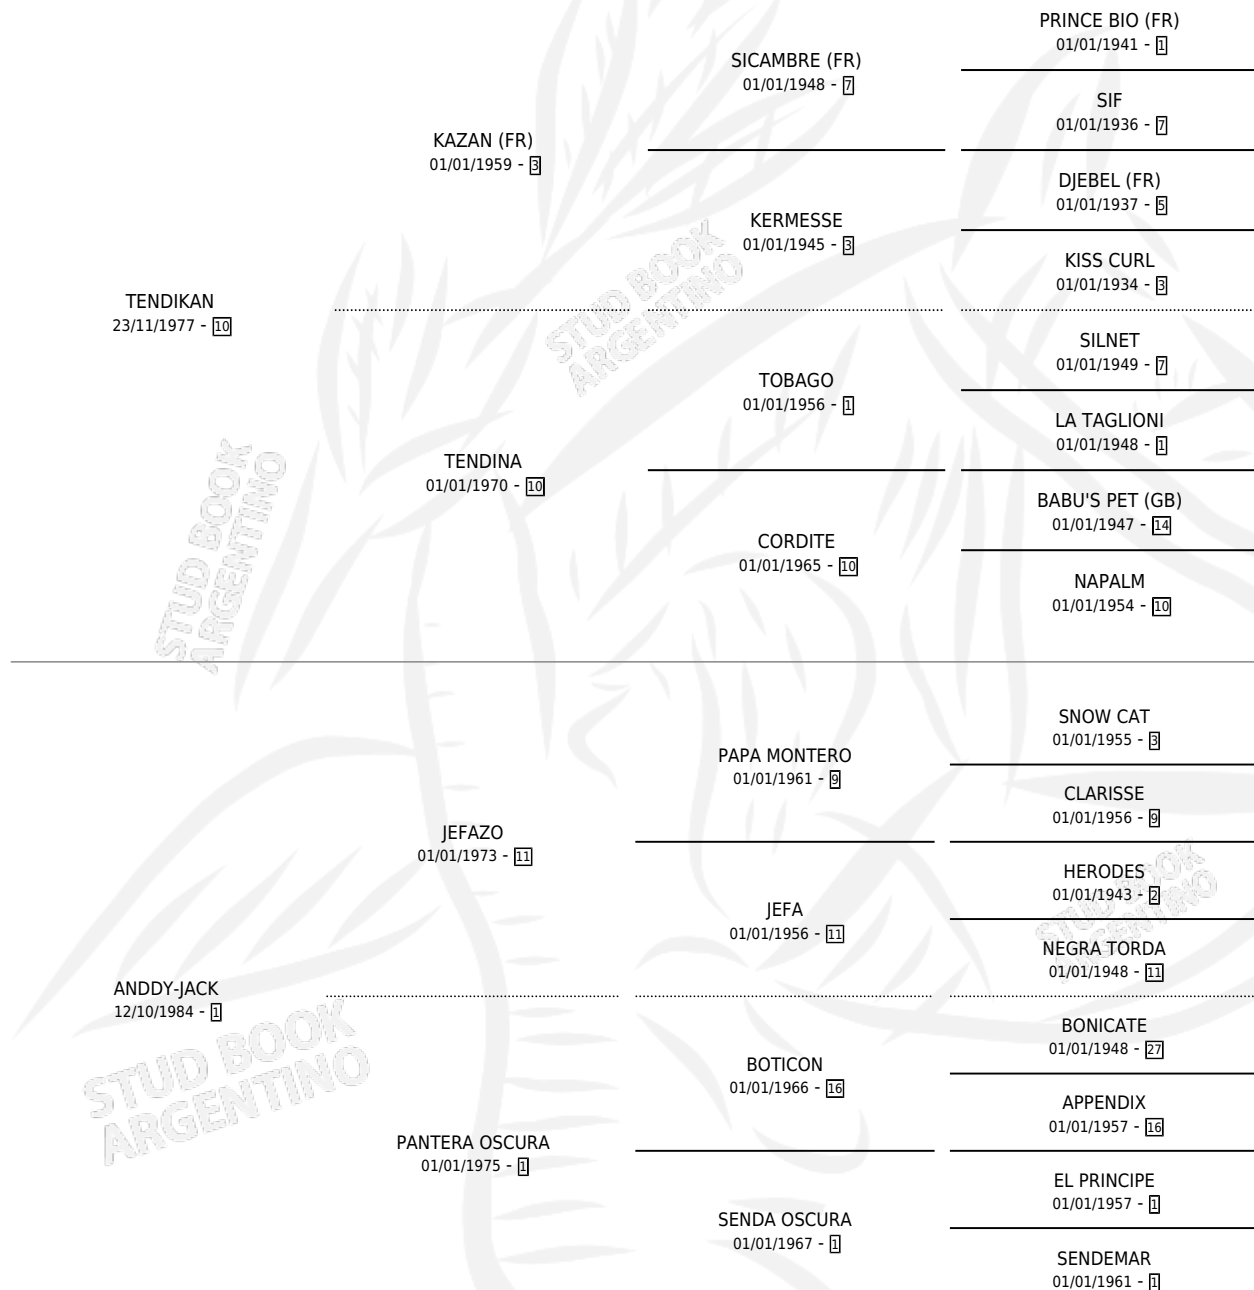 PRINCE BIO (FR)
01/01/1941 - 1
SICAMBRE (FR)
01/01/1948 - 7
SIF
01/01/1936 - 7
KAZAN (FR)
01/01/1959 - 3
DJEBEL (FR)
01/01/1937 - 5
KERMESSE
01/01/1945 - 3
KISS CURL
01/01/1934 - 3
TENDIKAN
23/11/1977 - 10
STUD BOOK
ARGENTINO
SILNET
01/01/1949 - 7
TOBAGO
01/01/1956 - 1
LA TAGLIONI
01/01/1948 - 1
TENDINA
01/01/1970 - 10
BABU'S PET (GB)
01/01/1947 - 14
CORDITE
01/01/1965 - 10
NAPALM
01/01/1954 - 10
STUD BOOK
ARGENTINO
SNOW CAT
01/01/1955 - 3
PAPA MONTERO
01/01/1961 - 9
CLARISSE
01/01/1956 - 9
JEFAZO
01/01/1973 - 11
HERODES
01/01/1943 - 2
JEFA
01/01/1956 - 11
NEGRA TORDA
01/01/1948 - 11
STUD BOOK
ARGENTINO
ANDDY-JACK
12/10/1984 - 1
BONICATE
01/01/1948 - 27
BOTICON
01/01/1966 - 16
APPENDIX
01/01/1957 - 16
STUD BOOK
ARGENTINO
PANTERA OSCURA
01/01/1975 - 1
EL PRINCIPE
01/01/1957 - 1
SENDA OSCURA
01/01/1967 - 1
SENDEMAR
01/01/1961 - 1